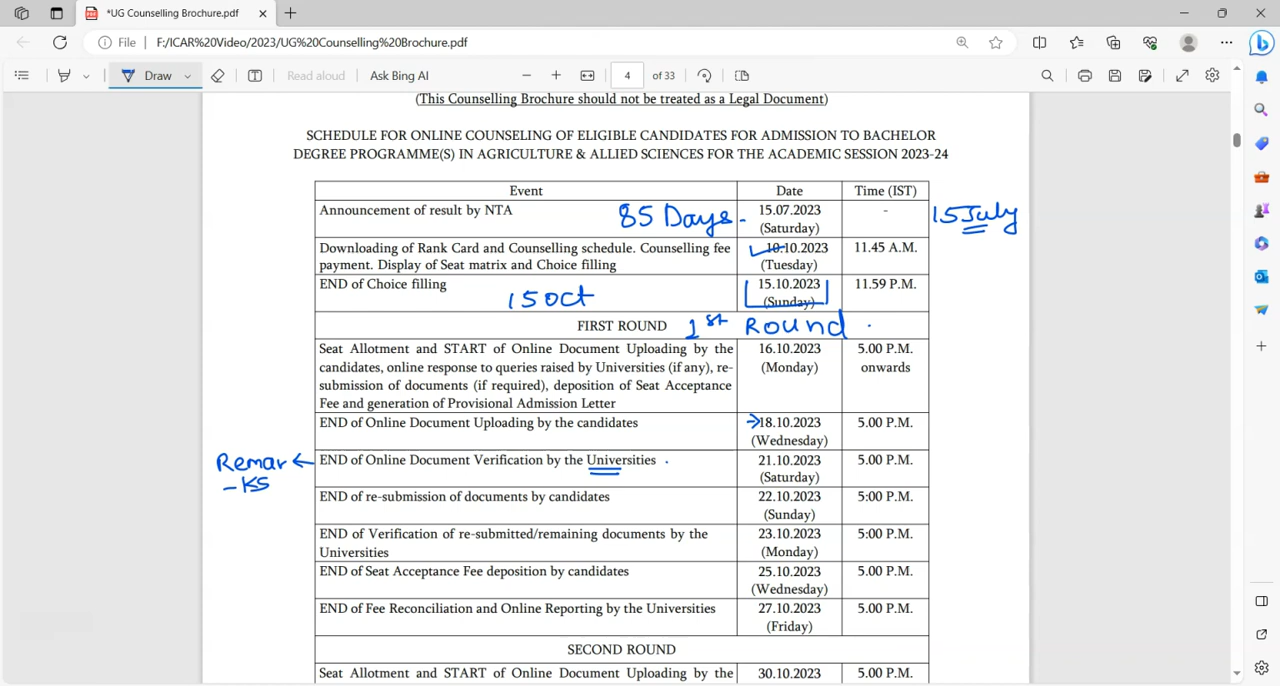 *UG Counselling Brochure.pdf
File F:/ICAR%20Video/2023/UG%20Counselling%20Brochure.pdf
Draw Read aloud Ask Bing AI 4 of 33
(This Counselling Brochure should not be treated as a Legal Document)
SCHEDULE FOR ONLINE COUNSELING OF ELIGIBLE CANDIDATES FOR ADMISSION TO BACHELOR
DEGREE PROGRAMME(S) IN AGRICULTURE & ALLIED SCIENCES FOR THE ACADEMIC SESSION 2023-24
Event Date Time (IST)
Announcement of result by NTA 85 Days - 15.07.2023 - 15 July
(Saturday)
Downloading of Rank Card and Counselling schedule. Counselling fee 10.10.2023 11.45 A.M.
payment. Display of Seat matrix and Choice filling (Tuesday)
END of Choice filling 15.10.2023 11.59 P.M.
15 Oct (Sunday)
FIRST ROUND 1st Round
Seat Allotment and START of Online Document Uploading by the 16.10.2023 5.00 P.M.
candidates, online response to queries raised by Universities (if any), re- (Monday) onwards
submission of documents (if required), deposition of Seat Acceptance
Fee and generation of Provisional Admission Letter
END of Online Document Uploading by the candidates → 18.10.2023 5.00 P.M.
(Wednesday)
Remar ← END of Online Document Verification by the Universities 21.10.2023 5.00 P.M.
-KS (Saturday)
END of re-submission of documents by candidates 22.10.2023 5:00 P.M.
(Sunday)
END of Verification of re-submitted/remaining documents by the 23.10.2023 5:00 P.M.
Universities (Monday)
END of Seat Acceptance Fee deposition by candidates 25.10.2023 5.00 P.M.
(Wednesday)
END of Fee Reconciliation and Online Reporting by the Universities 27.10.2023 5.00 P.M.
(Friday)
SECOND ROUND
Seat Allotment and START of Online Document Uploading by the 30.10.2023 5.00 P.M.